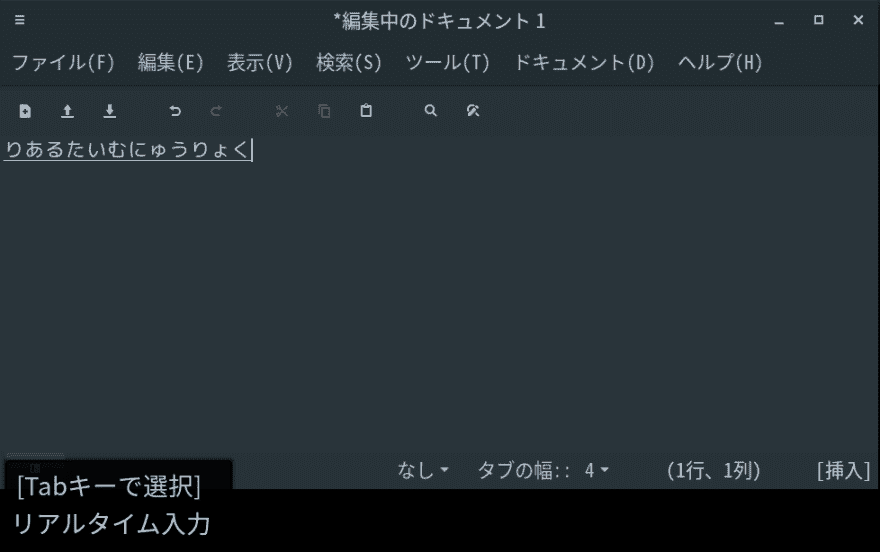 *編集中のドキュメント 1
ファイル(F) 編集(E) 表示(V) 検索(S) ツール(T) ドキュメント(D) ヘルプ(H)
りあるたいむにゅうりょく
なし タブの幅:: 4 (1行、1列) [挿入]
[Tabキーで選択]
リアルタイム入力